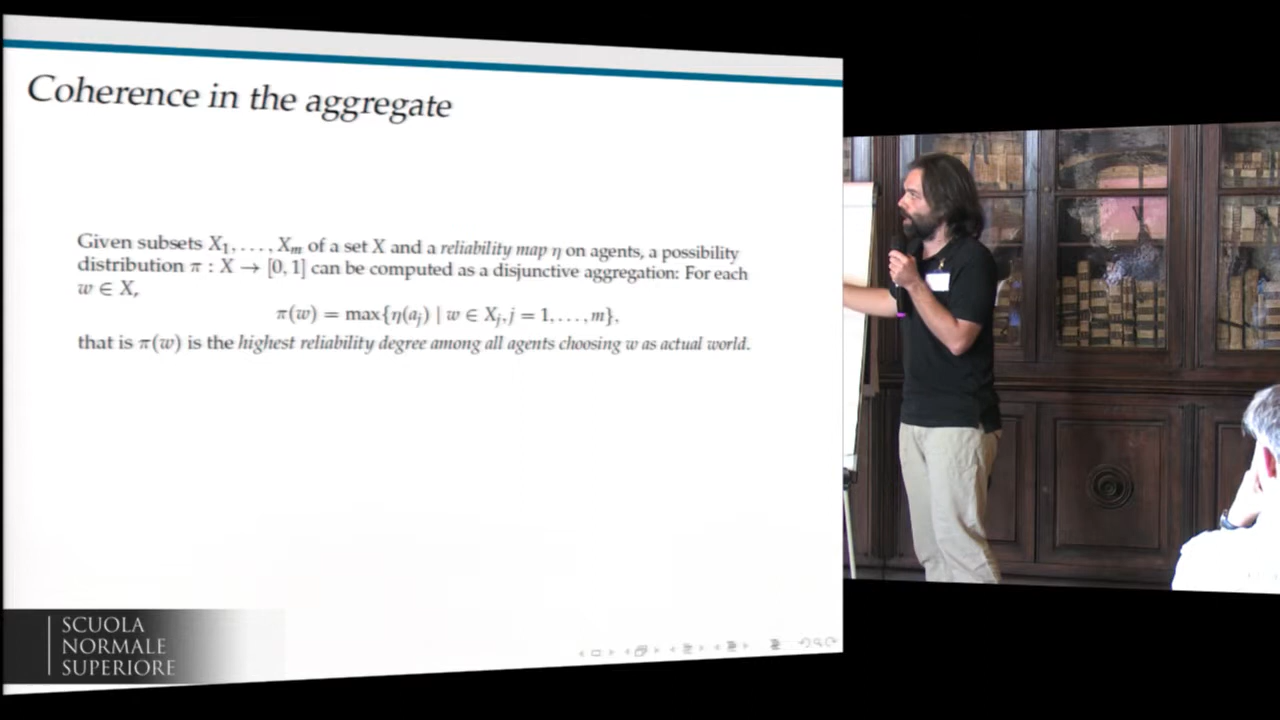 Coherence in the aggregate
Given subsets X₁, . . . , Xₘ of a set X and a reliability map η on agents, a possibility
distribution π : X → [0, 1] can be computed as a disjunctive aggregation: For each
w ∈ X,
π(w) = max{η(aⱼ) | w ∈ Xⱼ, j = 1, . . . , m},
that is π(w) is the highest reliability degree among all agents choosing w as actual world.
SCUOLA
NORMALE
SUPERIORE